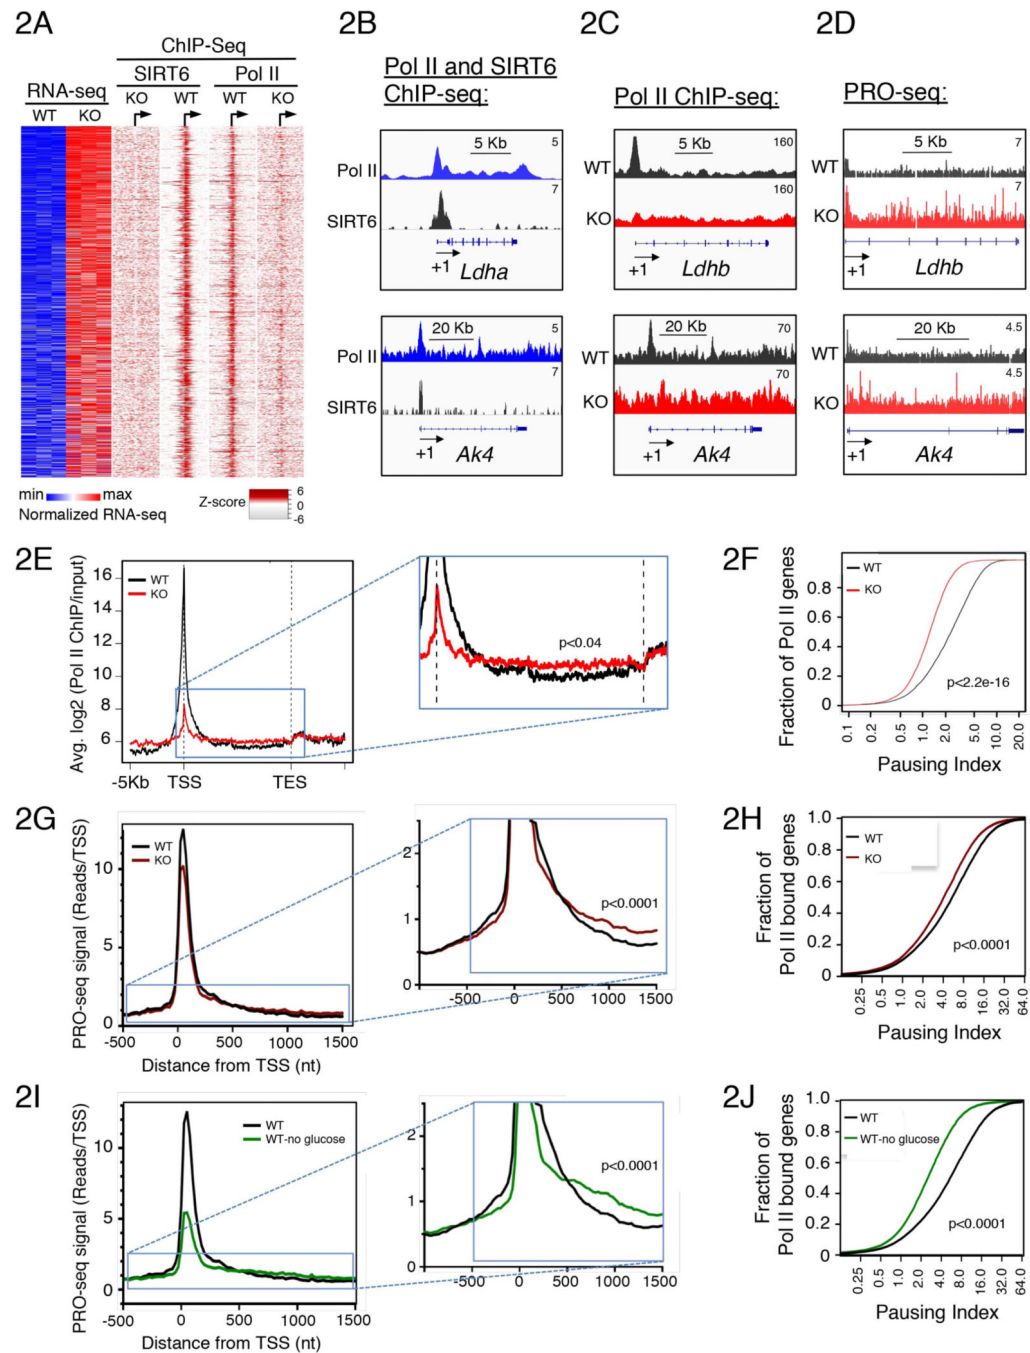 2A
ChIP-Seq
SIRT6 Pol II
RNA-seq KO WT WT KO
WT KO
min max
Normalized RNA-seq
Z-score 6
0
-6
2B
Pol II and SIRT6
ChIP-seq:
Pol II 5 Kb 5
SIRT6 7
+1 Ldha
Pol II 20 Kb 5
SIRT6 7
+1 Ak4
2C
Pol II ChIP-seq:
WT 5 Kb 160
KO 160
+1 Ldhb
WT 20 Kb 70
KO 70
+1 Ak4
2D
PRO-seq:
WT 5 Kb 7
KO 7
+1 Ldhb
WT 20 Kb 4.5
KO 4.5
+1 Ak4
2E
Avg. log2 (Pol II ChIP/input)
16
14
12
10
8
6
WT
KO
-5Kb TSS TES
p<0.04
2F
Fraction of Pol II genes
0.8
0.6
0.4
0.2
0
WT
KO
p<2.2e-16
0.1 0.2 0.5 1.0 2.0 5.0 10.0 20.0
Pausing Index
2G
PRO-seq signal (Reads/TSS)
10
5
0
WT
KO
-500 0 500 1000 1500
Distance from TSS (nt)
2
1
0
p<0.0001
-500 0 500 1000 1500
2H
Fraction of
Pol II bound genes
1.0
0.8
0.6
0.4
0.2
0
WT
KO
p<0.0001
0.25 0.5 1.0 2.0 4.0 8.0 16.0 32.0 64.0
Pausing Index
2I
PRO-seq signal (Reads/TSS)
10
5
0
WT
WT-no glucose
-500 0 500 1000 1500
Distance from TSS (nt)
2
1
0
p<0.0001
-500 0 500 1000 1500
2J
Fraction of
Pol II bound genes
1.0
0.8
0.6
0.4
0.2
0
WT
WT-no glucose
p<0.0001
0.25 0.5 1.0 2.0 4.0 8.0 16.0 32.0 64.0
Pausing Index